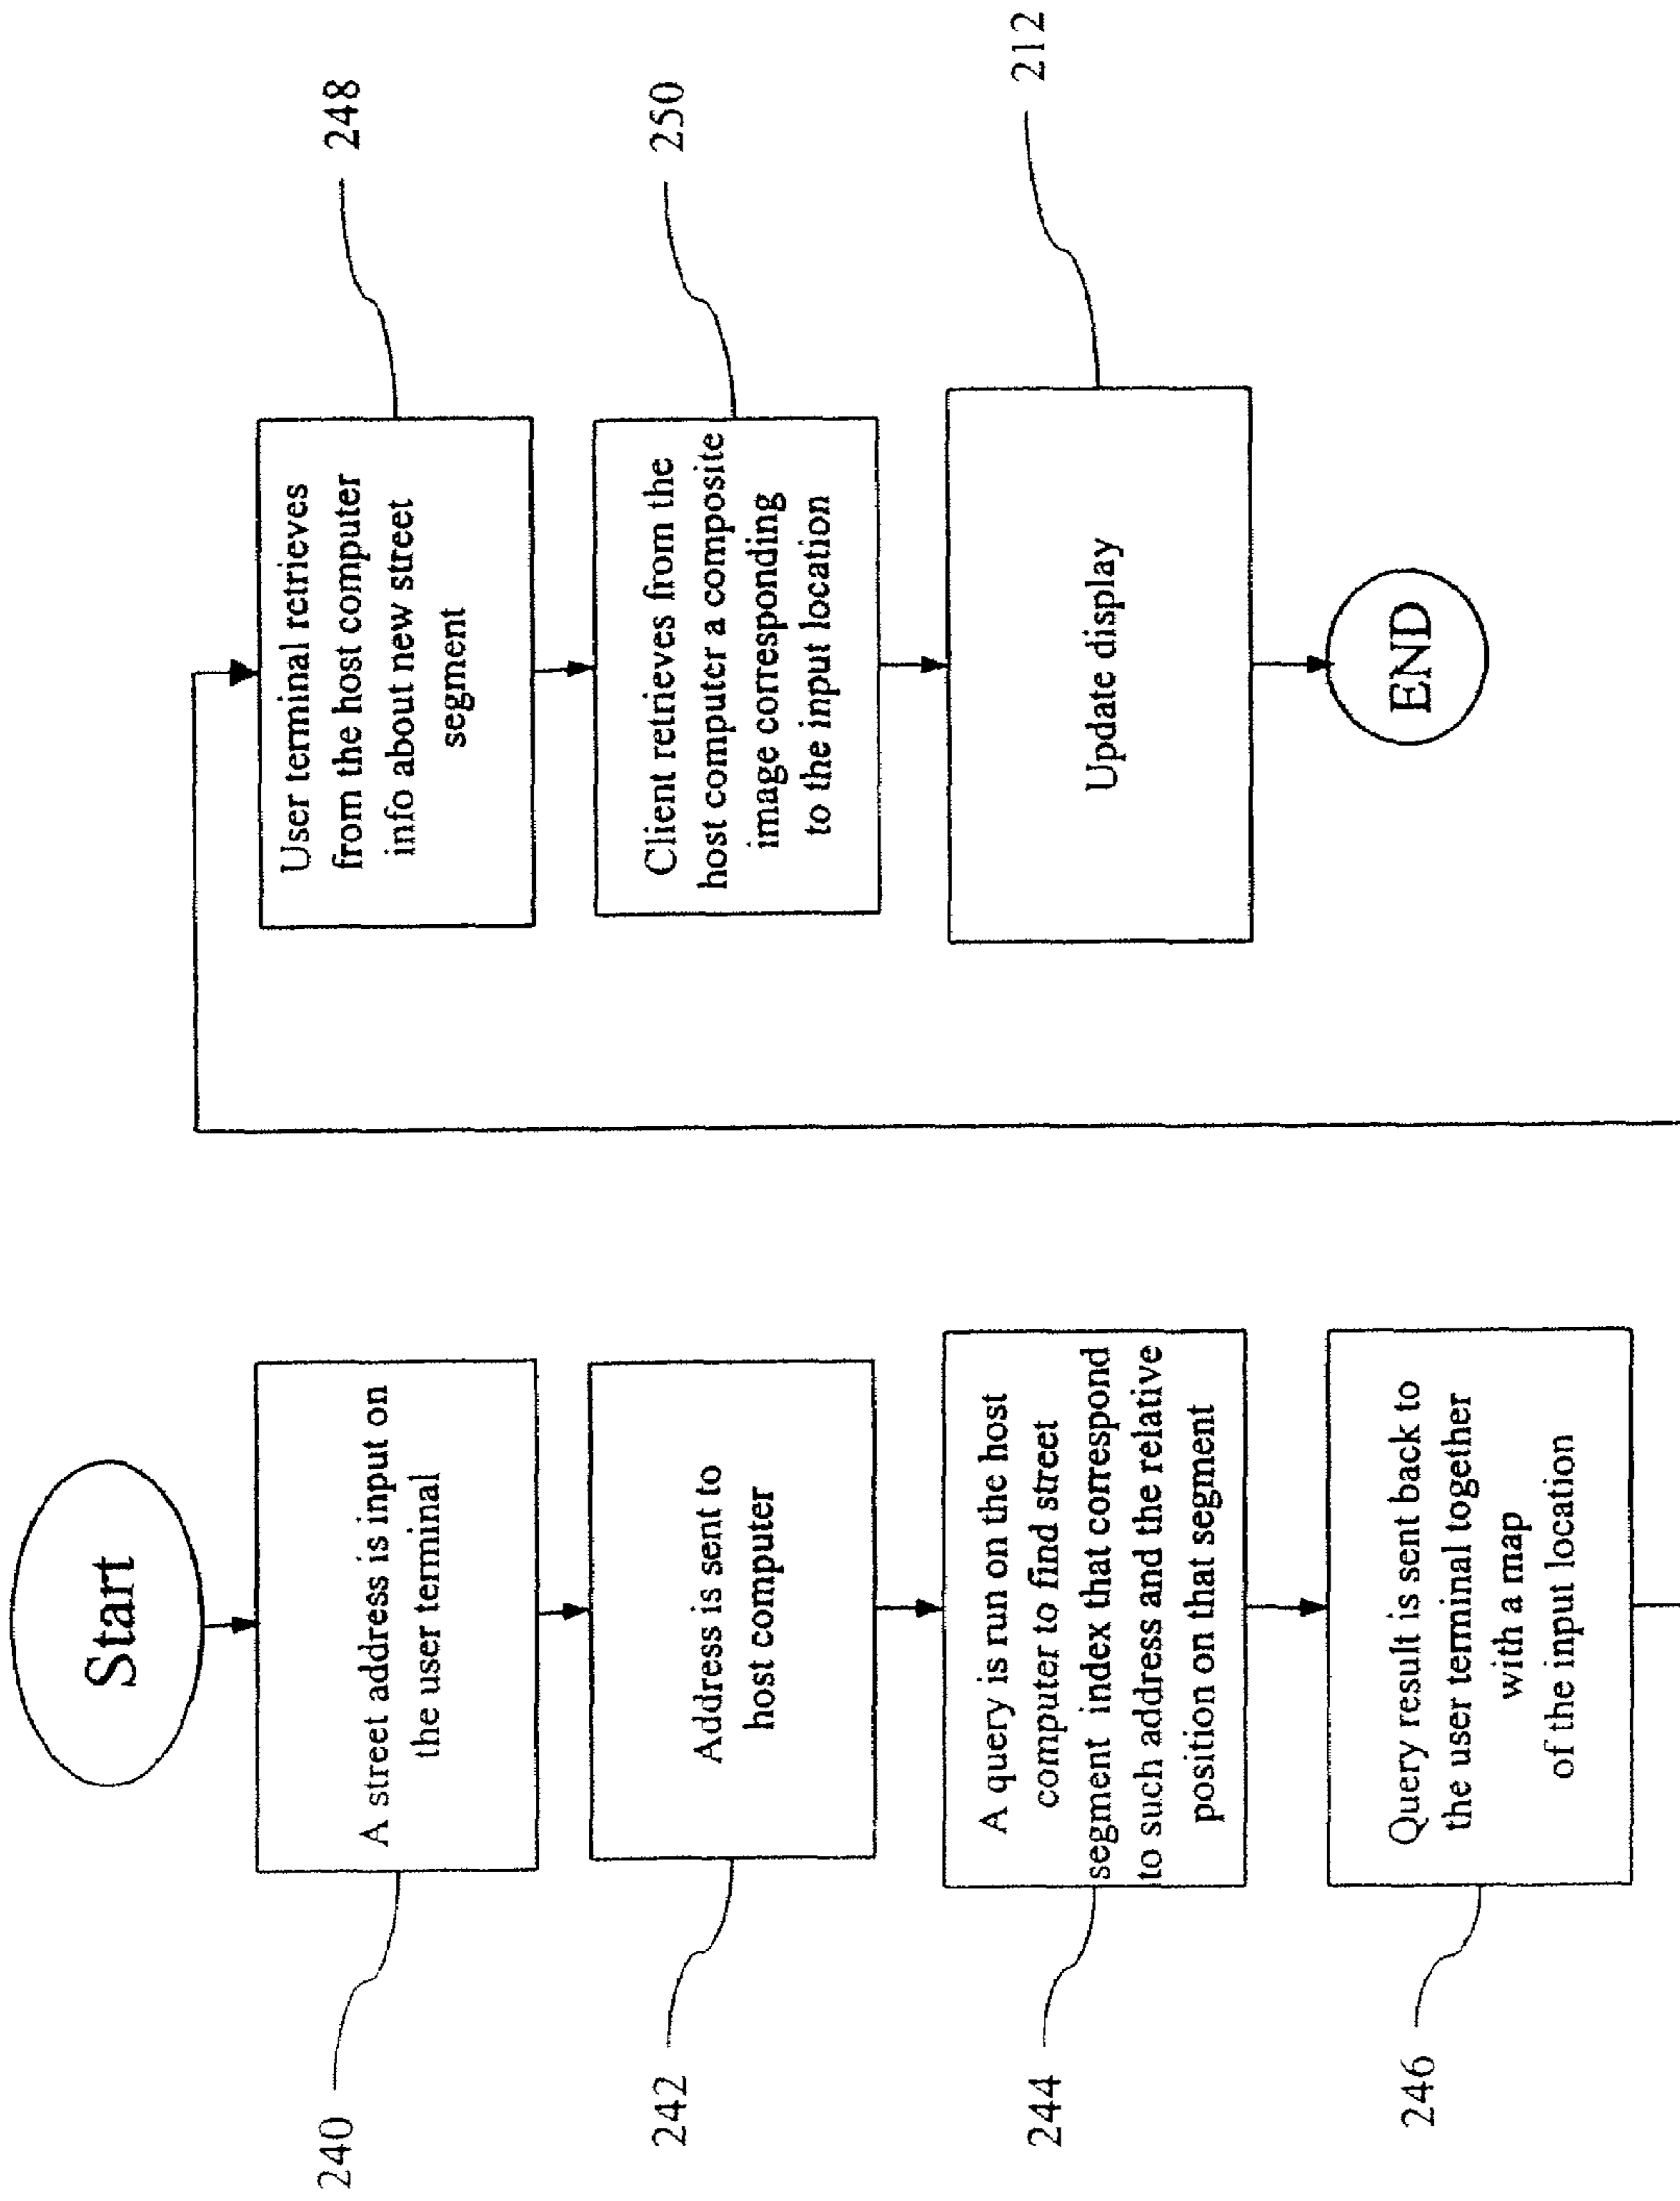 Start
240
A street address is input on
the user terminal
242
Address is sent to
host computer
244
A query is run on the host
computer to find street
segment index that correspond
to such address and the relative
position on that segment
246
Query result is sent back to
the user terminal together
with a map
of the input location
248
User terminal retrieves
from the host computer
info about new street
segment
250
Client retrieves from the
host computer a composite
image corresponding
to the input location
212
Update display
END